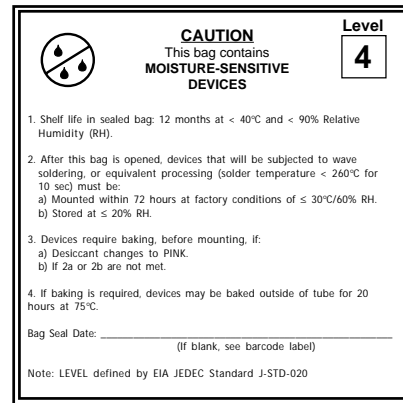 CAUTION
This bag contains
MOISTURE-SENSITIVE
DEVICES
Level
4
1. Shelf life in sealed bag: 12 months at < 40°C and < 90% Relative
Humidity (RH).
2. After this bag is opened, devices that will be subjected to wave
soldering, or equivalent processing (solder temperature < 260°C for
10 sec) must be:
a) Mounted within 72 hours at factory conditions of ≤ 30°C/60% RH.
b) Stored at ≤ 20% RH.
3. Devices require baking, before mounting, if:
a) Desiccant changes to PINK.
b) If 2a or 2b are not met.
4. If baking is required, devices may be baked outside of tube for 20
hours at 75°C.
Bag Seal Date: ______________________________________________
(If blank, see barcode label)
Note: LEVEL defined by EIA JEDEC Standard J-STD-020